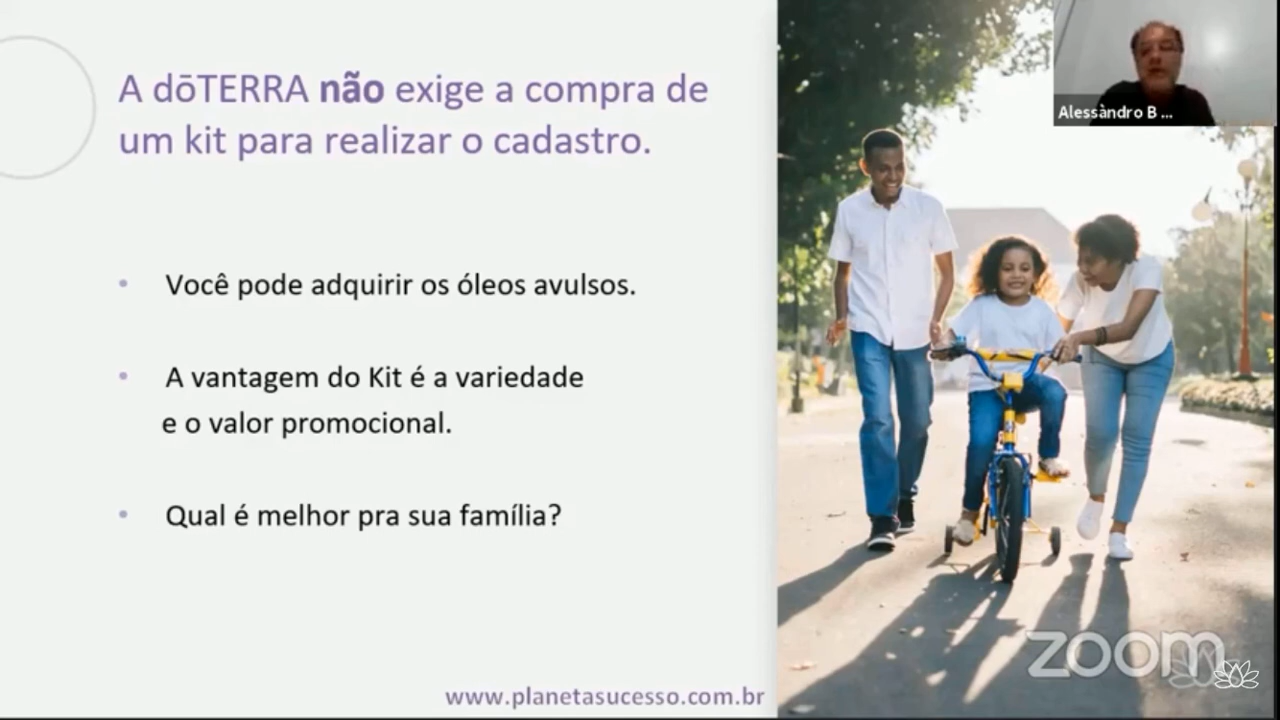 A dōTERRA não exige a compra de
um kit para realizar o cadastro.
• Você pode adquirir os óleos avulsos.
• A vantagem do Kit é a variedade
e o valor promocional.
• Qual é melhor pra sua família?
www.planetasucesso.com.br
Alessàndro B ...
zoom